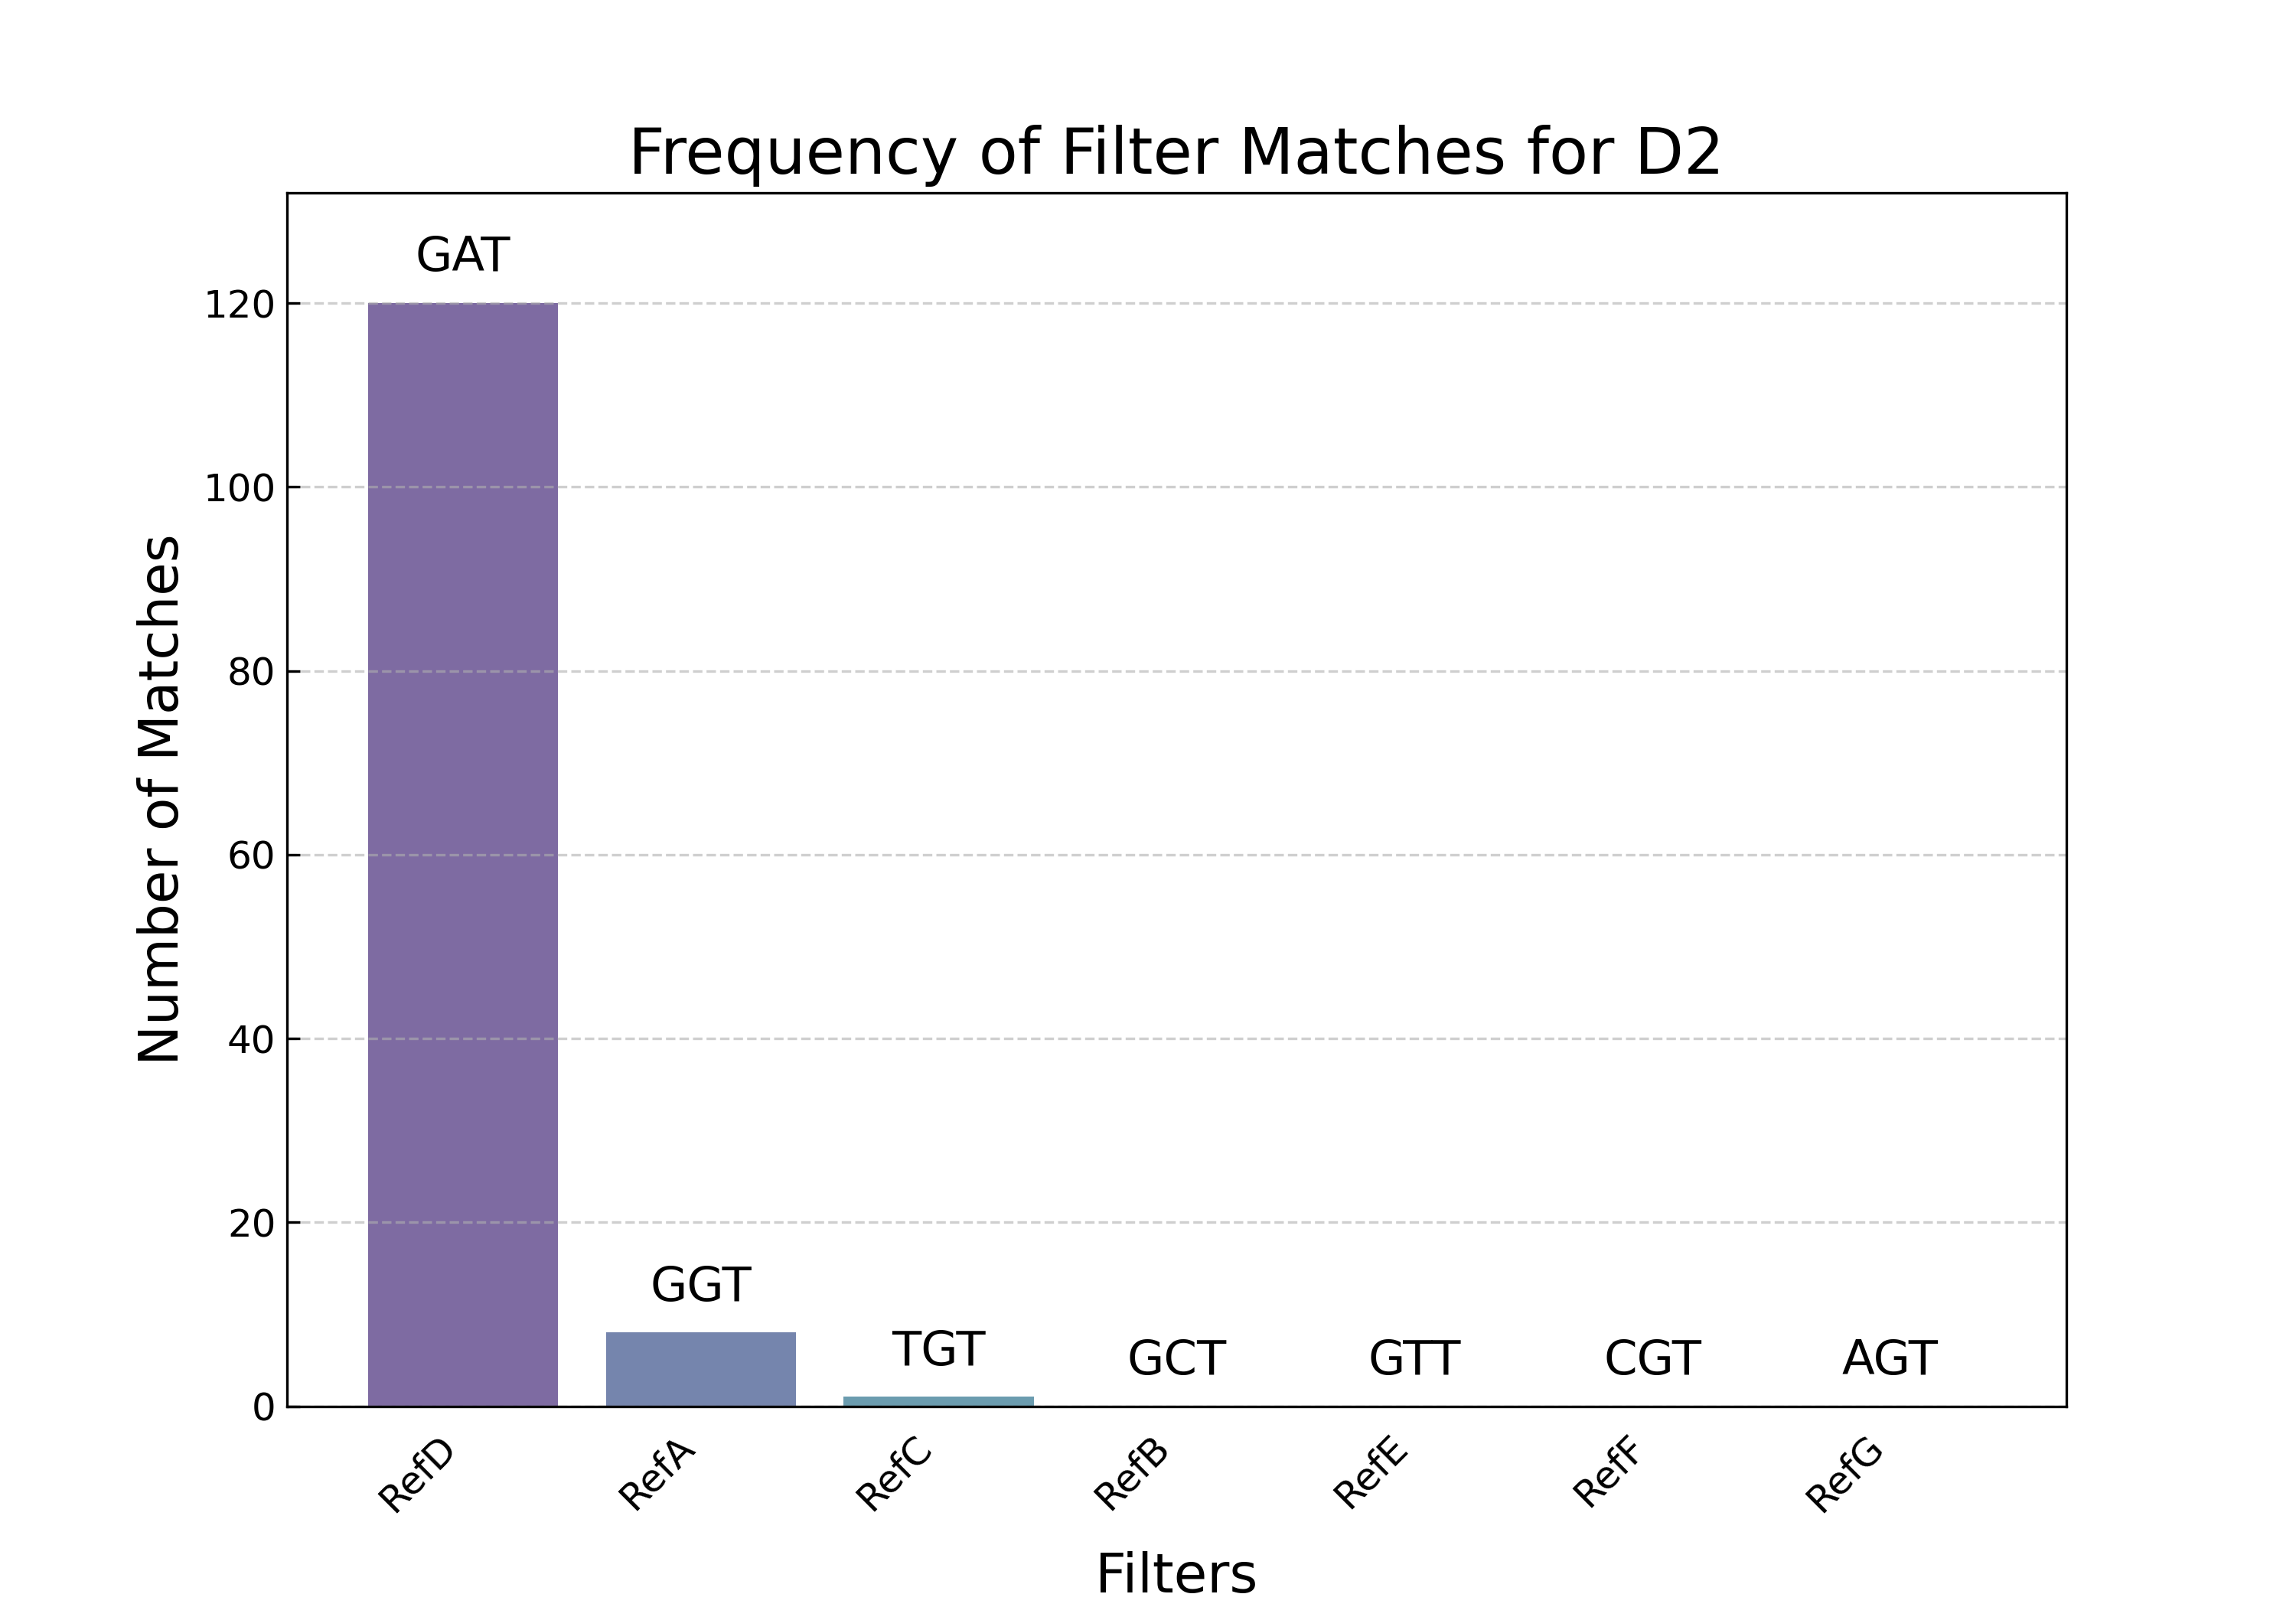 Frequency of Filter Matches for D2
Number of Matches
120
100
80
60
40
20
0
GAT
GGT
TGT
GCT
GTT
CGT
AGT
RefD
RefA
RefC
RefB
RefE
RefF
RefG
Filters